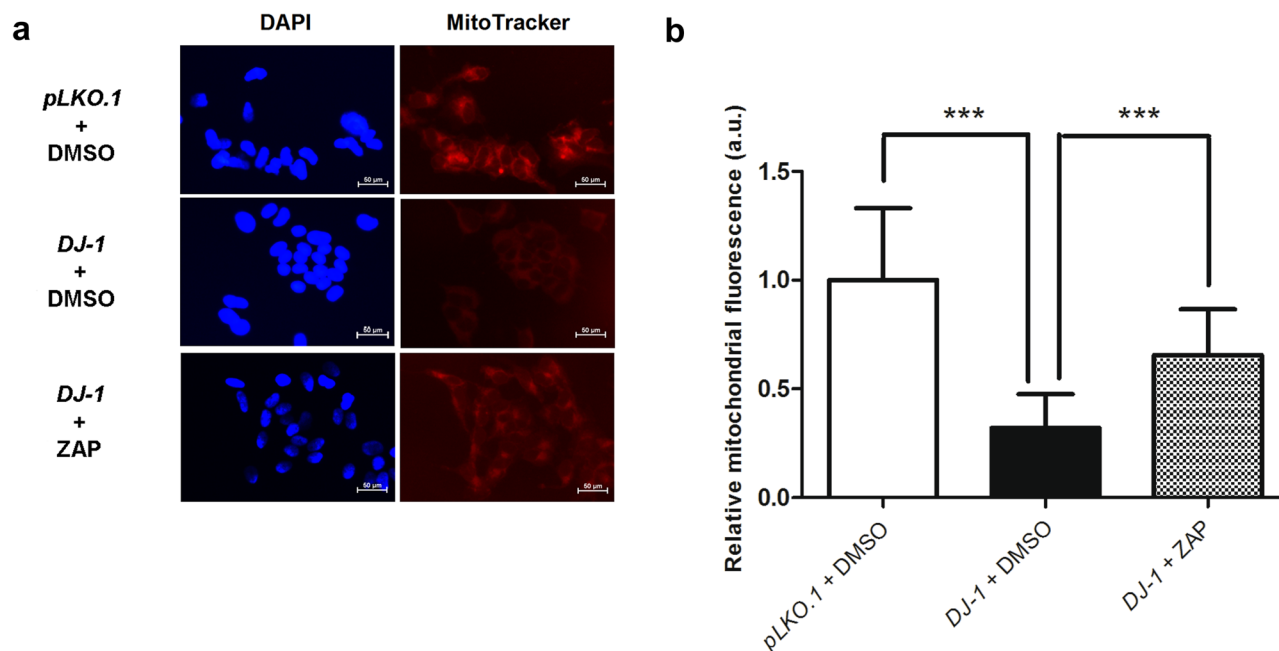 a
DAPI
MitoTracker
pLKO.1
+
DMSO
50 µm
50 µm
DJ-1
+
DMSO
50 µm
50 µm
DJ-1
+
ZAP
50 µm
50 µm
b
Relative mitochondrial fluorescence (a.u.)
1.5
1.0
0.5
0.0
***
***
pLKO.1 + DMSO
DJ-1 + DMSO
DJ-1 + ZAP